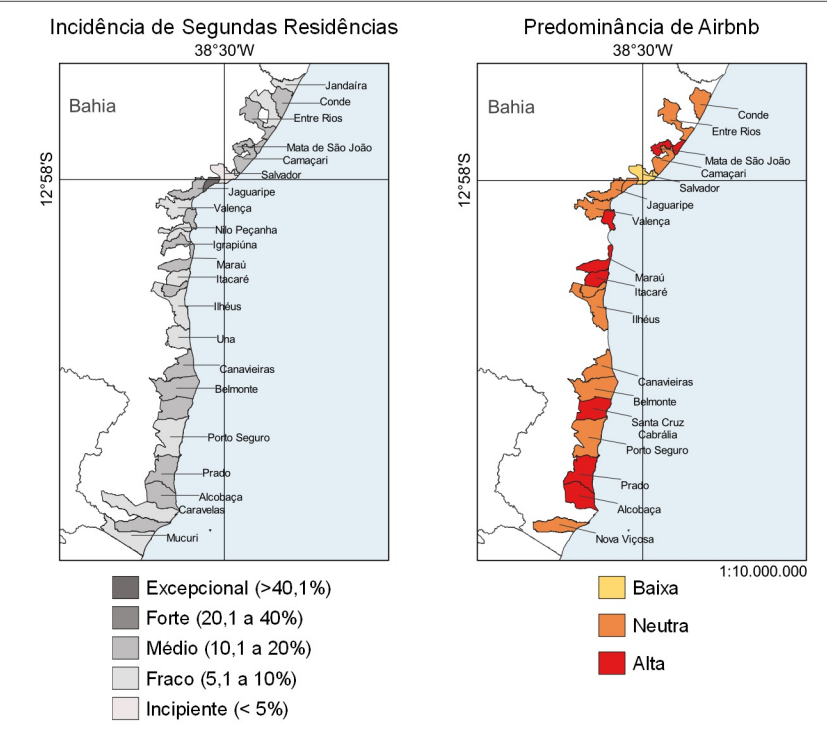 Incidência de Segundas Residências
38°30'W
12°58'S
Bahia
Jandaíra
Conde
Entre Rios
Mata de São João
Camaçari
Salvador
Jaguaripe
Valença
Nilo Peçanha
Igrapiúna
Maraú
Itacaré
Ilhéus
Una
Canavieiras
Belmonte
Porto Seguro
Prado
Alcobaça
Caravelas
Mucuri
Excepcional (>40,1%)
Forte (20,1 a 40%)
Médio (10,1 a 20%)
Fraco (5,1 a 10%)
Incipiente (< 5%)
Predominância de Airbnb
38°30'W
12°58'S
Bahia
Conde
Entre Rios
Mata de São João
Camaçari
Salvador
Jaguaripe
Valença
Maraú
Itacaré
Ilhéus
Canavieiras
Belmonte
Santa Cruz
Cabrália
Porto Seguro
Prado
Alcobaça
Nova Viçosa
1:10.000.000
Baixa
Neutra
Alta